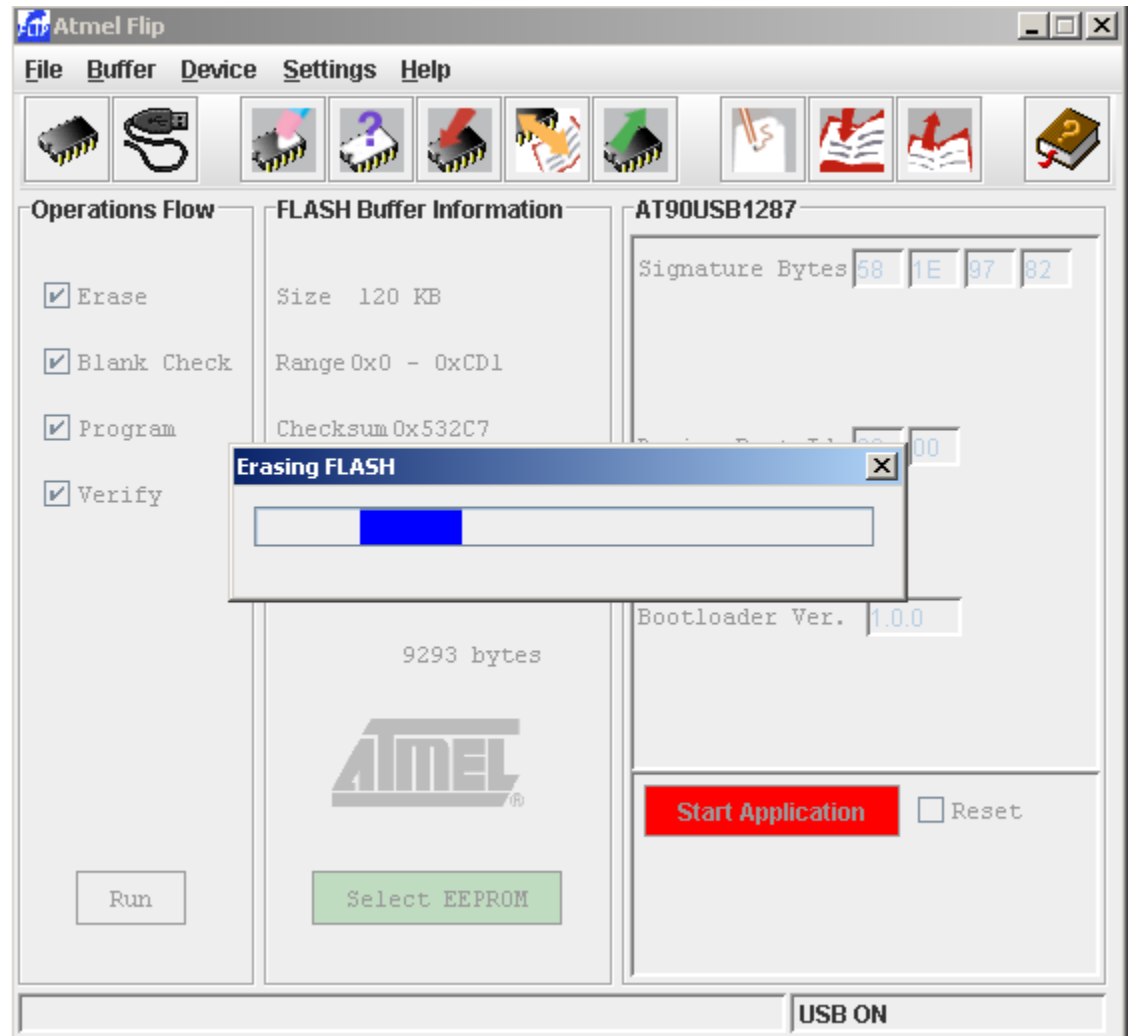 Atmel Flip
File Buffer Device Settings Help
Operations Flow
Erase
Blank Check
Program
Verify
Run
FLASH Buffer Information
Size 120 KB
Range 0x0 - 0xCD1
Checksum 0x532C7
9293 bytes
ATMEL
Select EEPROM
AT90USB1287
Signature Bytes 58 1E 97 82
00
Bootloader Ver. 1.0.0
Start Application Reset
Erasing FLASH
USB ON